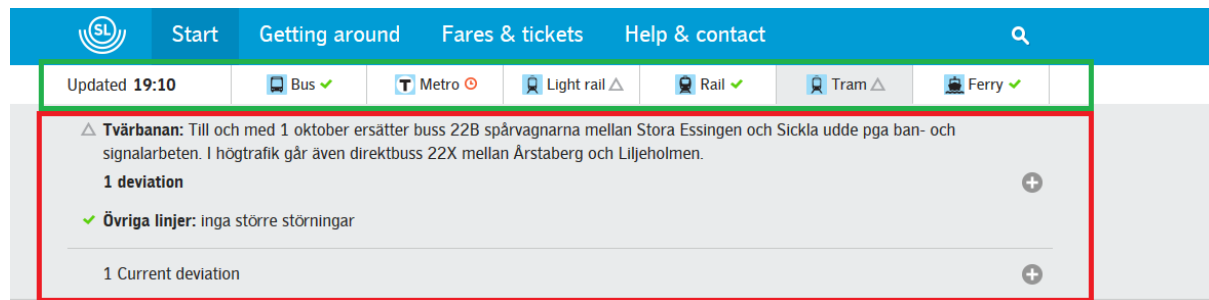 SL Start Getting around Fares & tickets Help & contact
Updated 19:10 Bus T Metro Light rail Rail Tram Ferry
Tvärbanan: Till och med 1 oktober ersätter buss 22B spårvagnarna mellan Stora Essingen och Sickla udde pga ban- och
signalarbeten. I högtrafik går även direktbuss 22X mellan Årstaberg och Liljeholmen.
1 deviation
Övriga linjer: inga större störningar
1 Current deviation